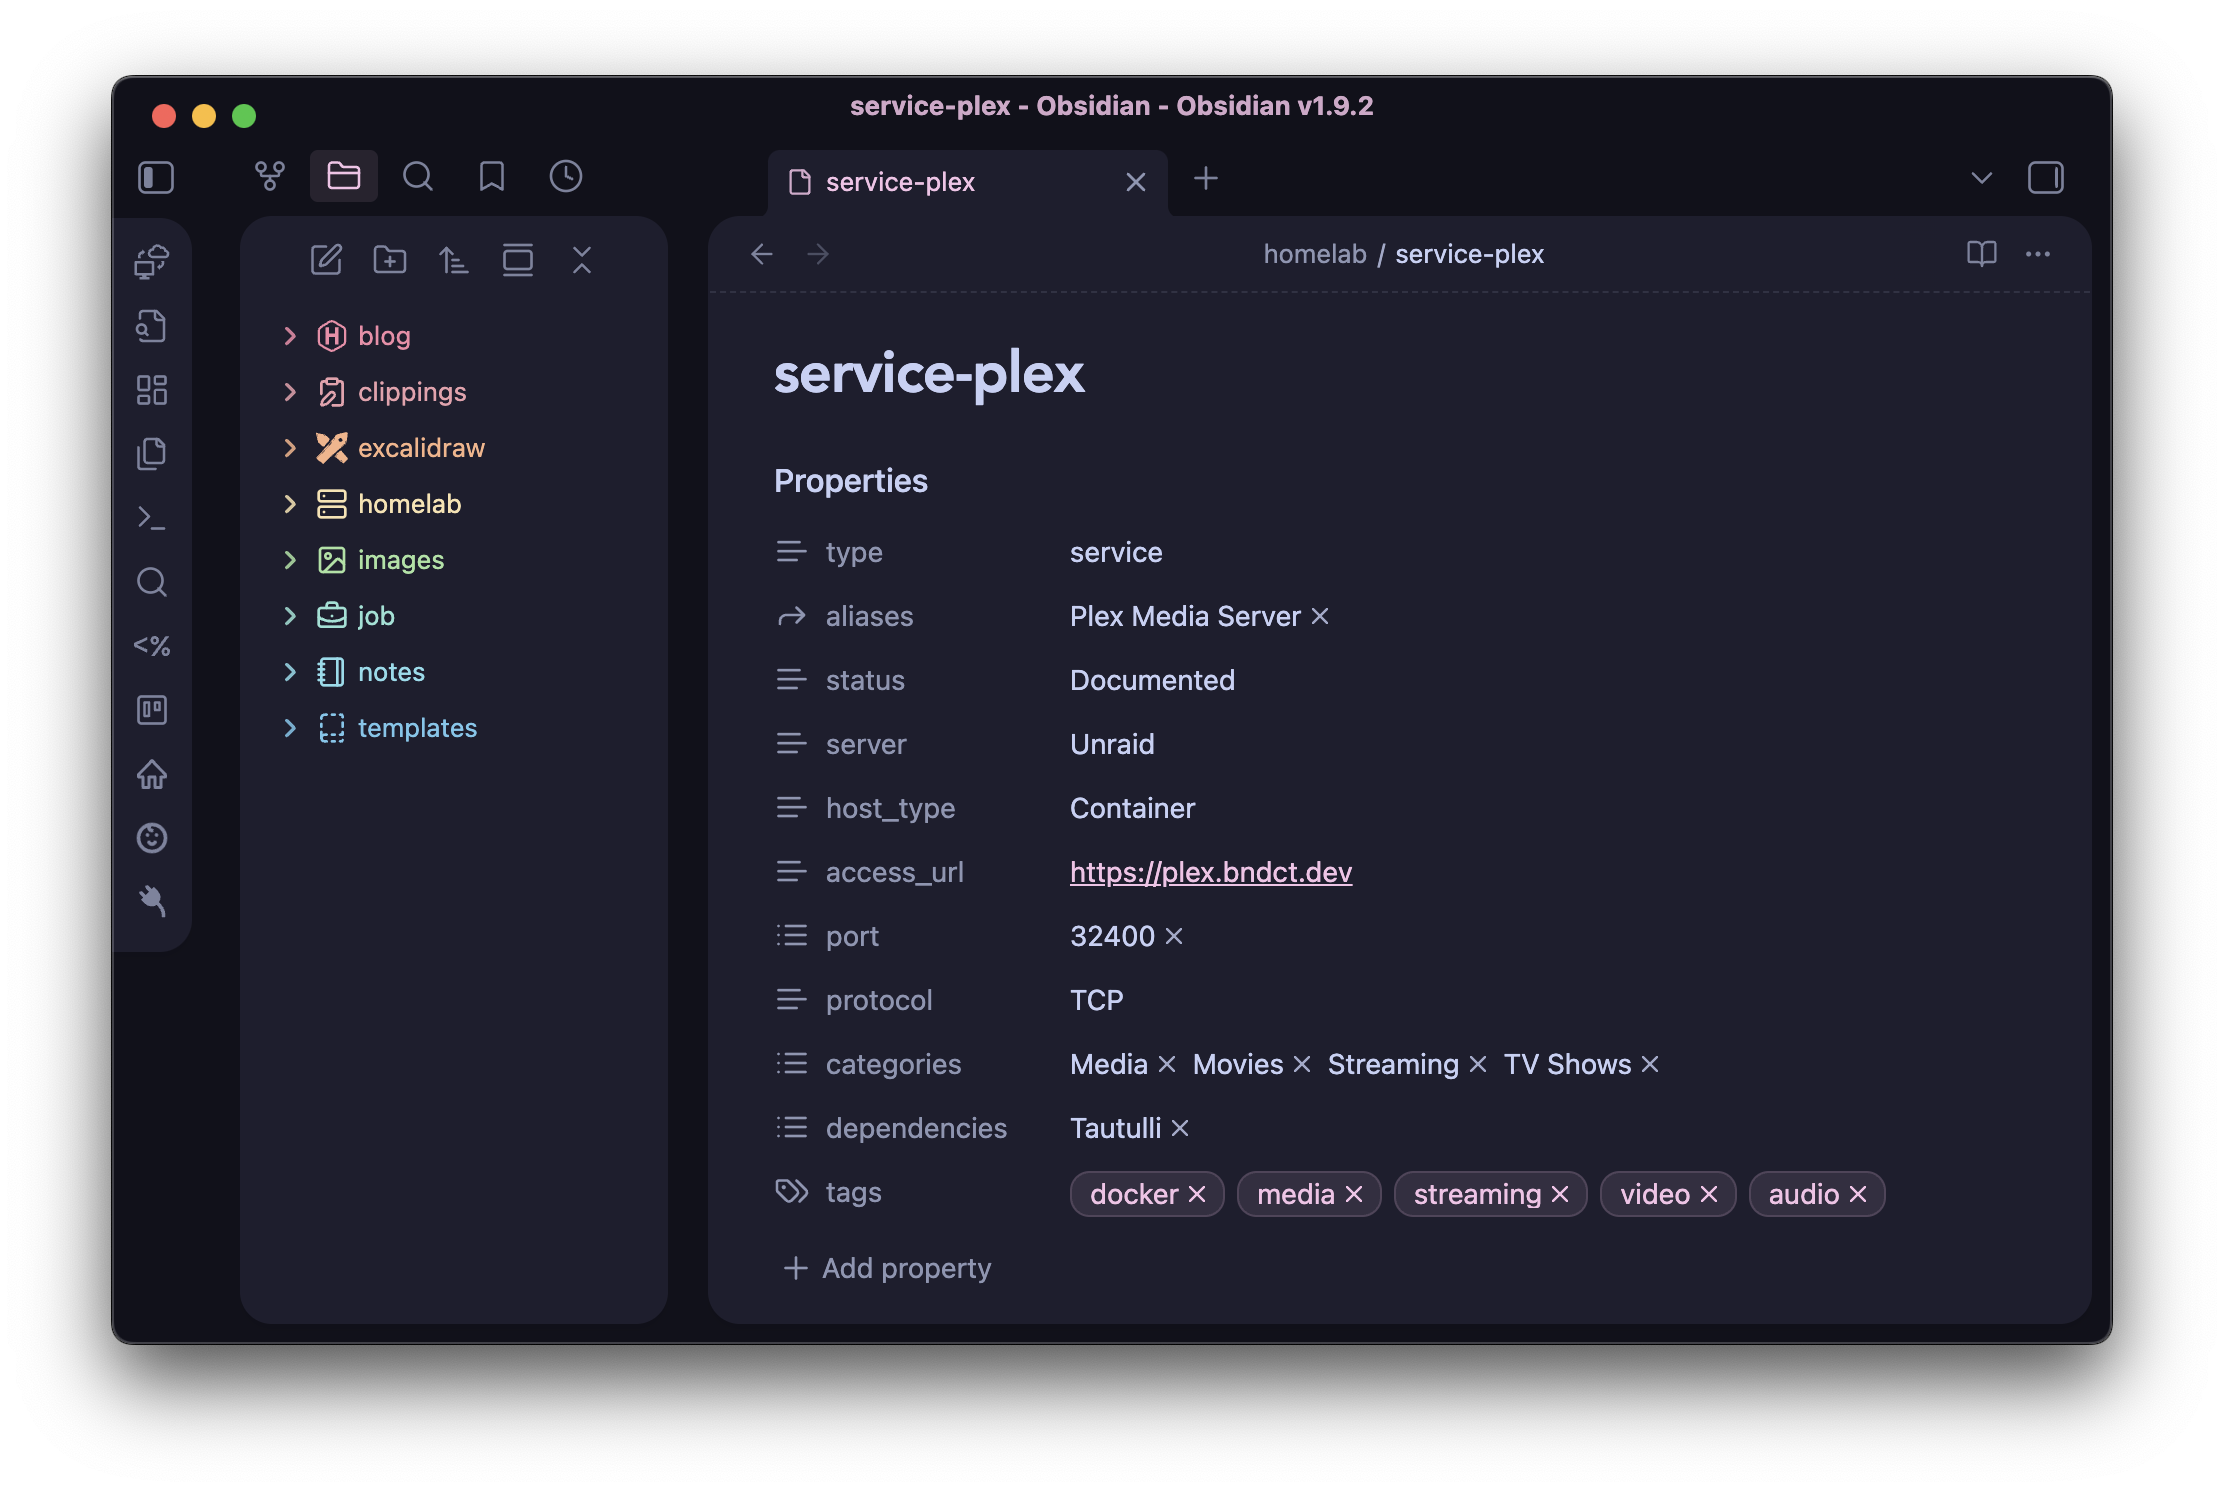 service-plex - Obsidian - Obsidian v1.9.2
service-plex
homelab / service-plex
blog
clippings
excalidraw
homelab
images
job
notes
templates
<%
service-plex
Properties
type service
aliases Plex Media Server
status Documented
server Unraid
host_type Container
access_url https://plex.bndct.dev
port 32400
protocol TCP
categories Media Movies Streaming TV Shows
dependencies Tautulli
tags docker media streaming video audio
Add property